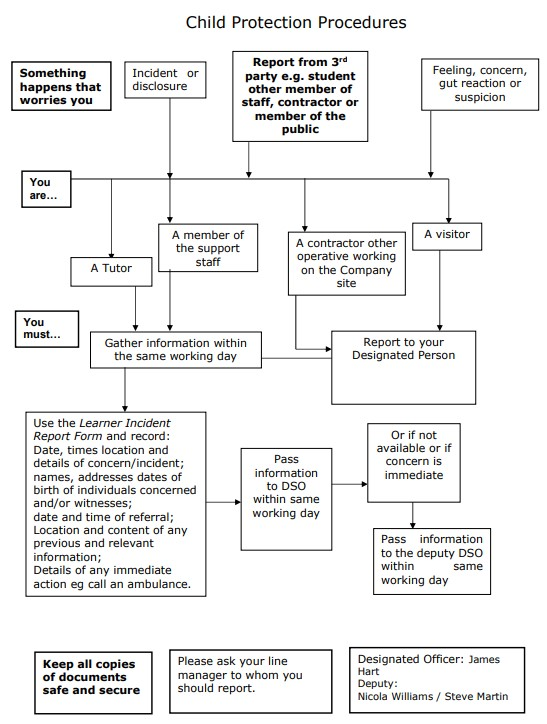 Child Protection Procedures
Something
happens that
worries you
Incident or
disclosure
Report from 3rd
party e.g. student
other member of
staff, contractor or
member of the
public
Feeling, concern,
gut reaction or
suspicion
You
are…
A Tutor
A member of
the support
staff
A contractor other
operative working
on the Company
site
A visitor
You
must…
Gather information within
the same working day
Report to your
Designated Person
Use the Learner Incident
Report Form and record:
Date, times location and
details of concern/incident;
names, addresses dates of
birth of individuals concerned
and/or witnesses;
date and time of referral;
Location and content of any
previous and relevant
information;
Details of any immediate
action eg call an ambulance.
Pass
information
to DSO
within same
working day
Or if not
available or if
concern is
immediate
Pass information
to the deputy DSO
within same
working day
Keep all copies
of documents
safe and secure
Please ask your line
manager to whom you
should report.
Designated Officer: James
Hart
Deputy:
Nicola Williams / Steve Martin